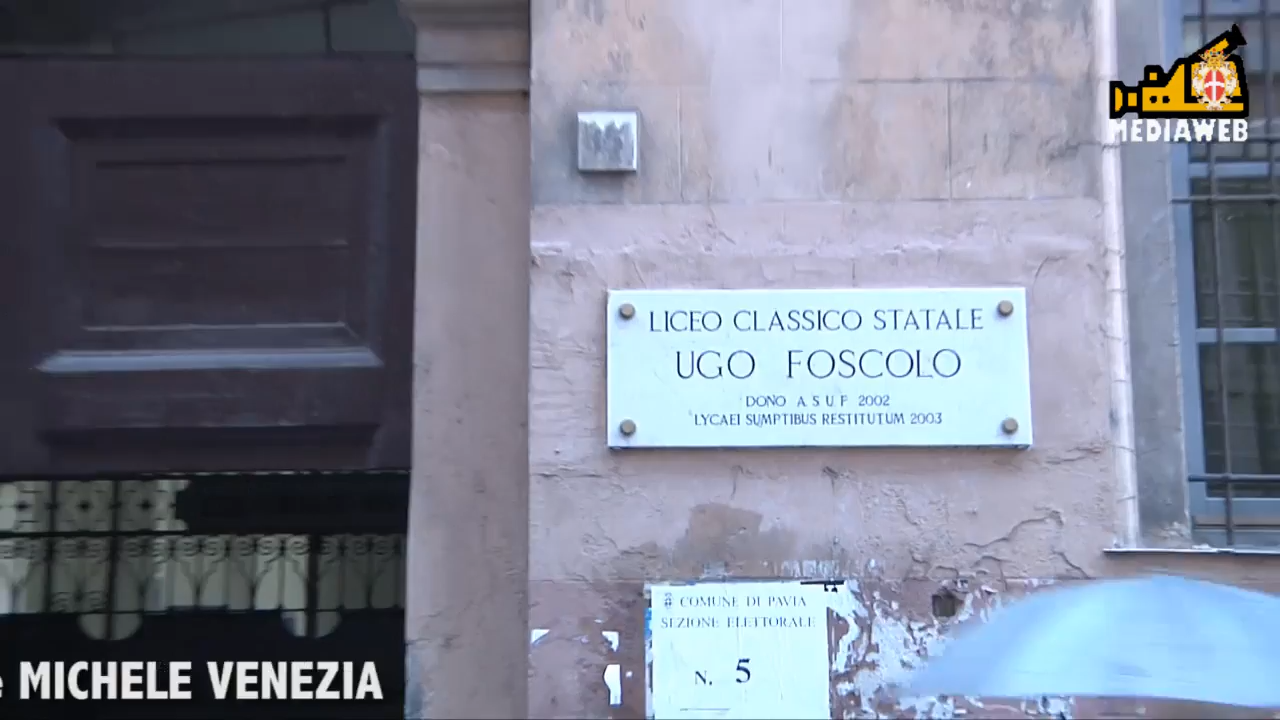 MEDIAWEB
LICEO CLASSICO STATALE
UGO FOSCOLO
DONO A.S.U.F 2002
LYCAEI SUMPTIBUS RESTITUTUM 2003
COMUNE DI PAVIA
SEZIONE ELETTORALE
N. 5
e MICHELE VENEZIA